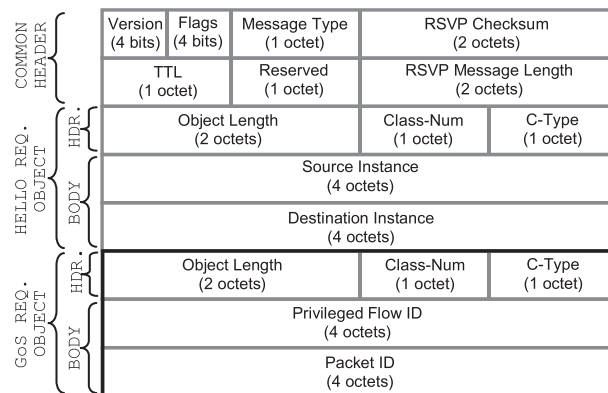 COMMON
HEADER
Version
(4 bits)
Flags
(4 bits)
Message Type
(1 octet)
RSVP Checksum
(2 octets)
TTL
(1 octet)
Reserved
(1 octet)
RSVP Message Length
(2 octets)
HELLO REQ.
OBJECT
HDR.
Object Length
(2 octets)
Class-Num
(1 octet)
C-Type
(1 octet)
BODY
Source Instance
(4 octets)
Destination Instance
(4 octets)
GoS REQ.
OBJECT
HDR.
Object Length
(2 octets)
Class-Num
(1 octet)
C-Type
(1 octet)
BODY
Privileged Flow ID
(4 octets)
Packet ID
(4 octets)